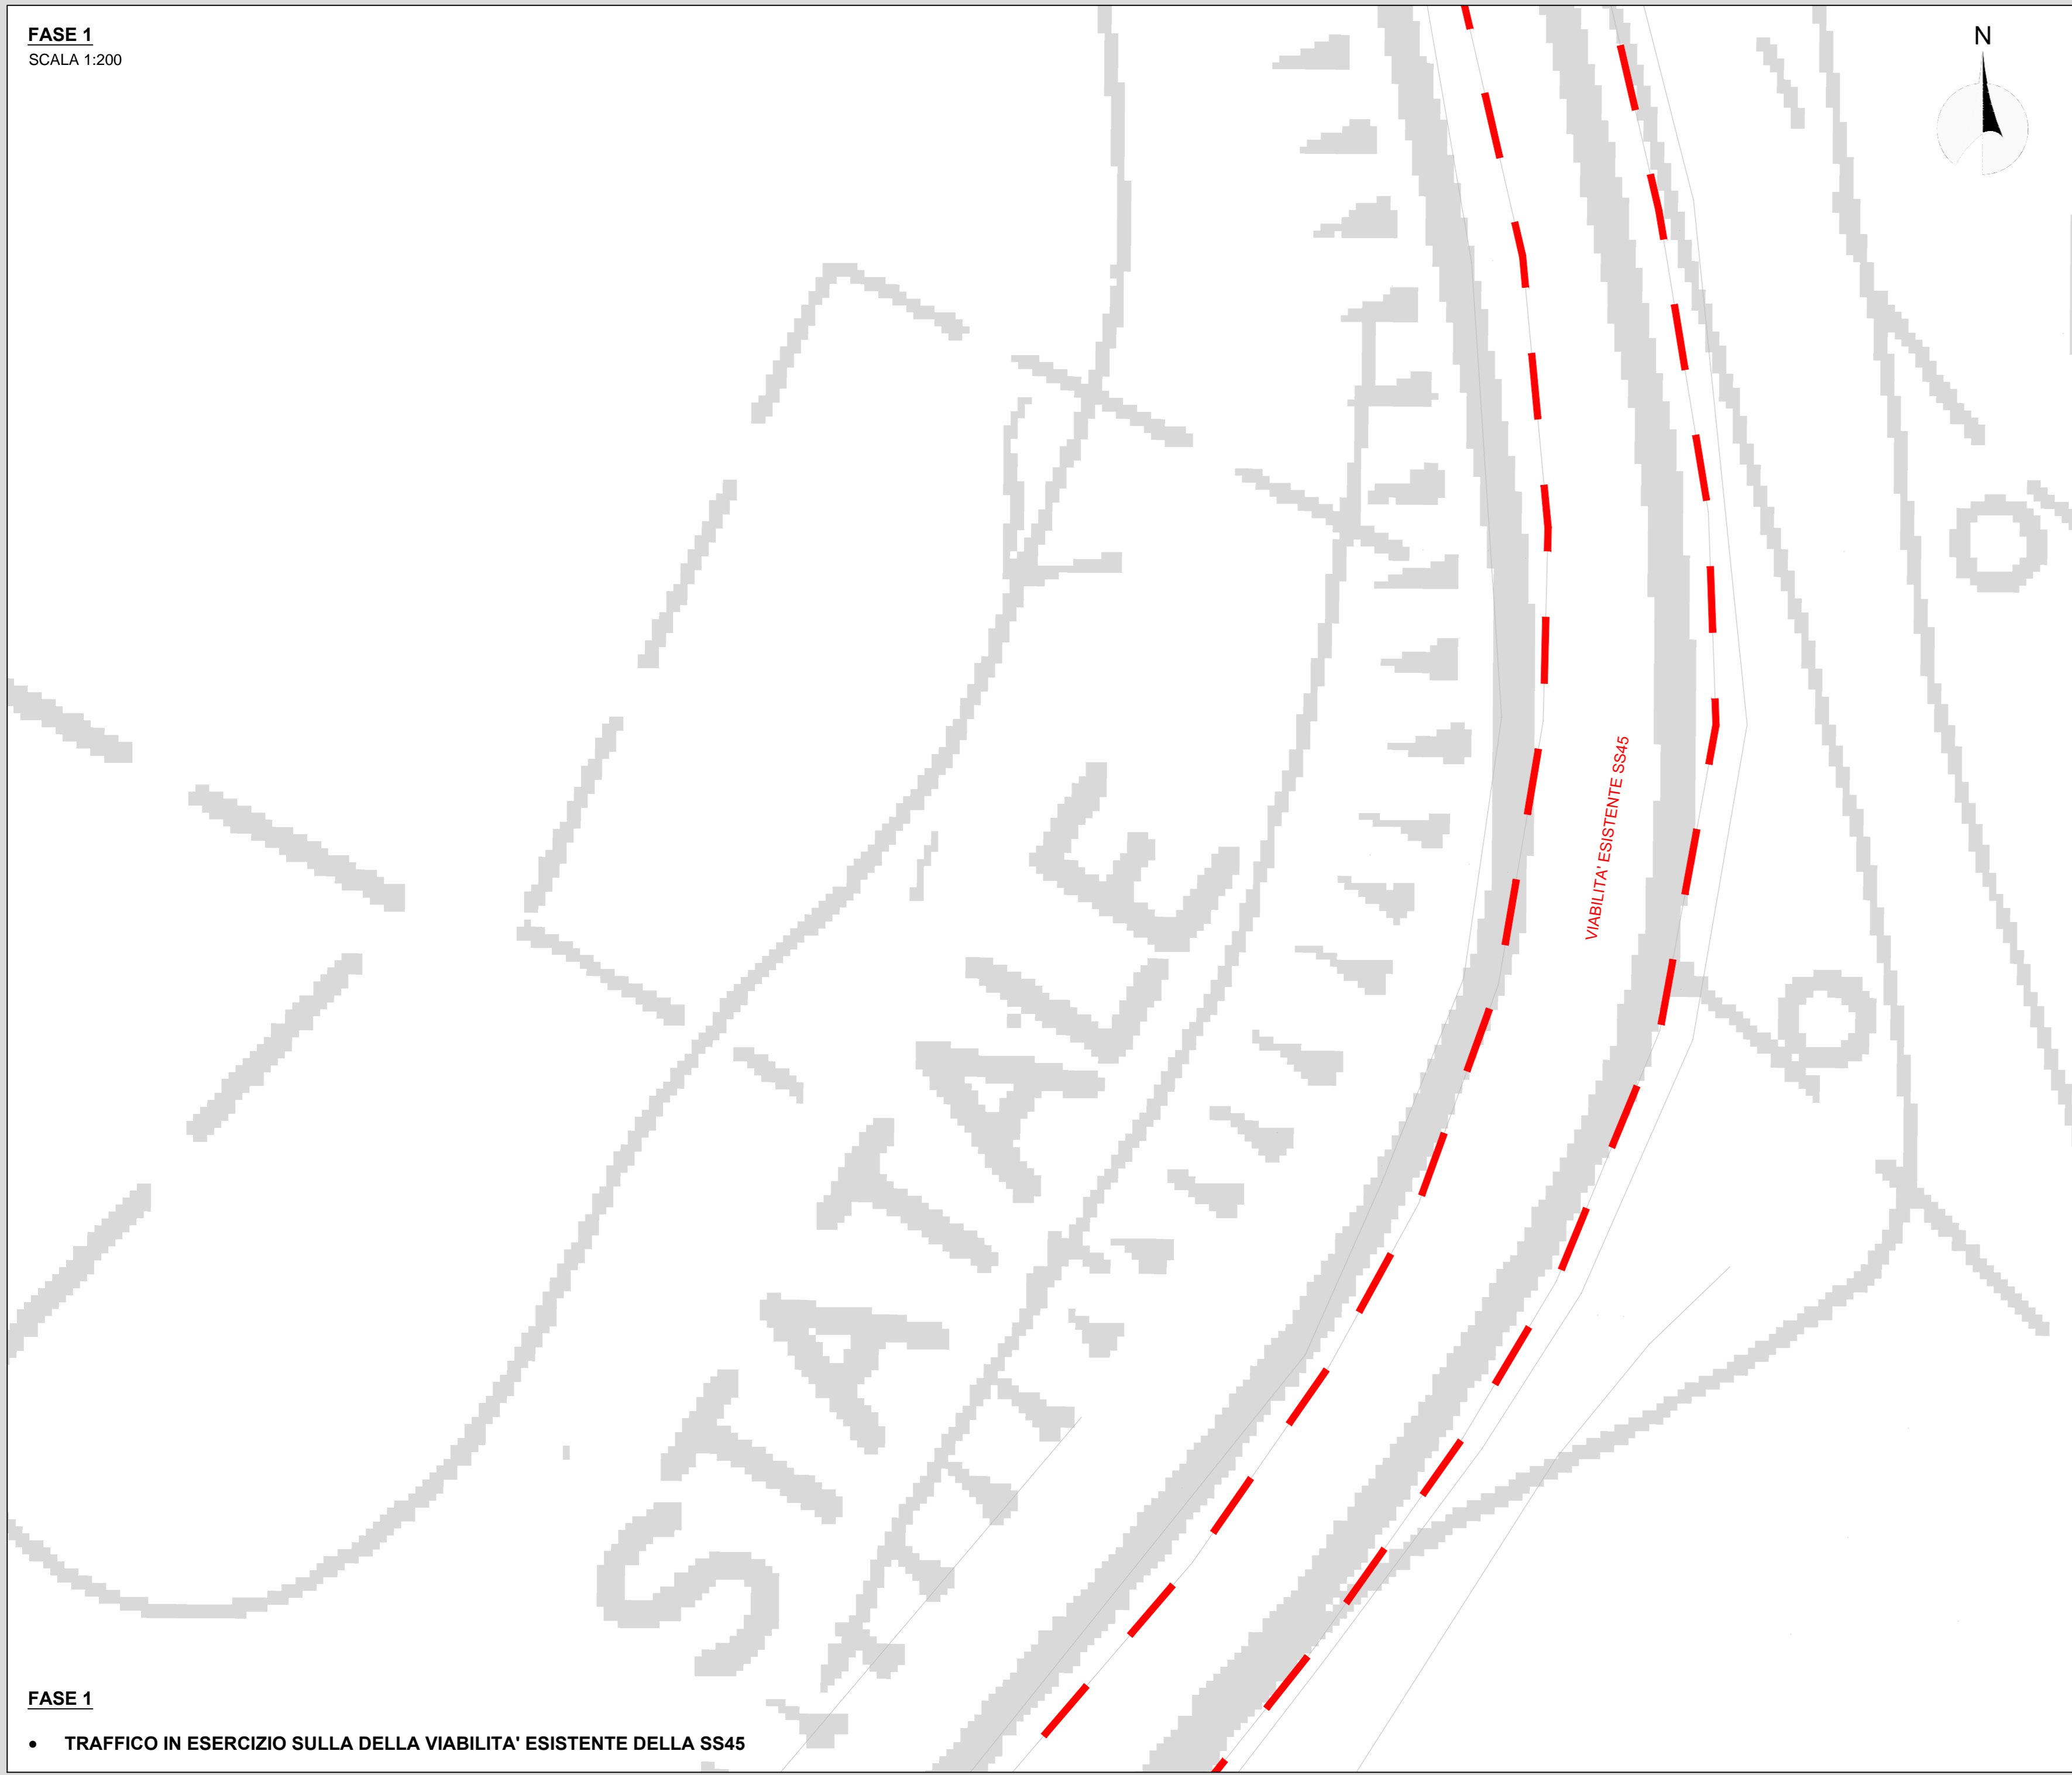 FASE 1
SCALA 1:200
N
VIABILITA' ESISTENTE SS45
STATALE
FASE 1
• TRAFFICO IN ESERCIZIO SULLA DELLA VIABILITA' ESISTENTE DELLA SS45